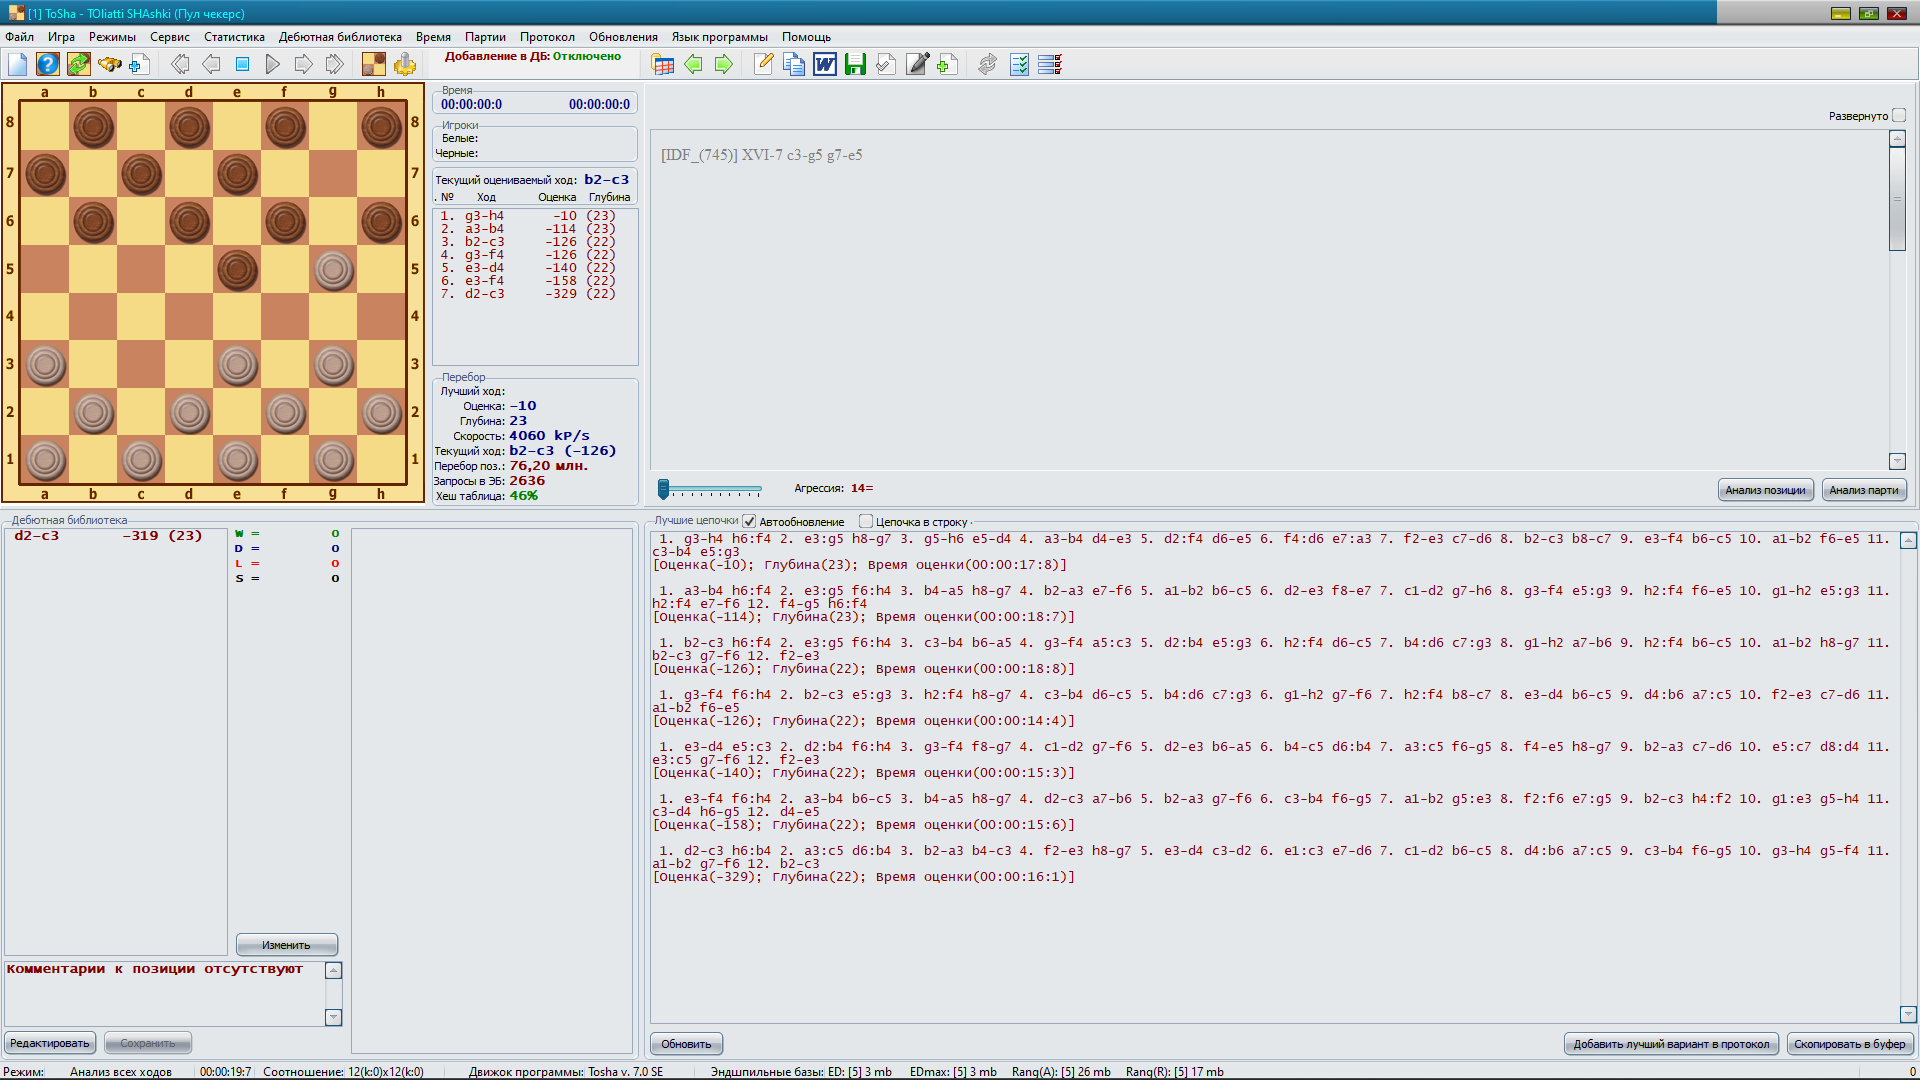 [1] ToSha - TOliatti SHAshki (Пул чекерс)
Файл Игра Режимы Сервис Статистика Дебютная библиотека Время Партии Протокол Обновления Язык программы Помощь
Добавление в ДБ: Отключено
a b c d e f g h
8 8
7 7
6 6
5 5
4 4
3 3
2 2
1 1
a b c d e f g h
Время
00:00:00:0 00:00:00:0
Игроки
Белые:
Черные:
Текущий оцениваемый ход: b2-c3
. № Ход Оценка Глубина
1. g3-h4 -10 (23)
2. a3-b4 -114 (23)
3. b2-c3 -126 (22)
4. g3-f4 -126 (22)
5. e3-d4 -140 (22)
6. e3-f4 -158 (22)
7. d2-c3 -329 (22)
Перебор
Лучший ход:
Оценка: -10
Глубина: 23
Скорость: 4060 kP/s
Текущий ход: b2-c3 (-126)
Перебор поз.: 76,20 млн.
Запросы в ЭБ: 2636
Хеш таблица: 46%
Развернуто
[IDF_(745)] XVI-7 c3-g5 g7-e5
Агрессия: 14=
Анализ позиции Анализ парти
Дебютная библиотека
d2-c3 -319 (23)
W = 0
D = 0
L = 0
S = 0
Изменить
Комментарии к позиции отсутствуют
Редактировать Сохранить
Лучшие цепочки Автообновление Цепочка в строку .
1. g3-h4 h6:f4 2. e3:g5 h8-g7 3. g5-h6 e5-d4 4. a3-b4 d4-e3 5. d2:f4 d6-e5 6. f4:d6 e7:a3 7. f2-e3 c7-d6 8. b2-c3 b8-c7 9. e3-f4 b6-c5 10. a1-b2 f6-e5 11.
c3-b4 e5:g3
[Оценка(-10); Глубина(23); Время оценки(00:00:17:8)]
1. a3-b4 h6:f4 2. e3:g5 f6:h4 3. b4-a5 h8-g7 4. b2-a3 e7-f6 5. a1-b2 b6-c5 6. d2-e3 f8-e7 7. c1-d2 g7-h6 8. g3-f4 e5:g3 9. h2:f4 f6-e5 10. g1-h2 e5:g3 11.
h2:f4 e7-f6 12. f4-g5 h6:f4
[Оценка(-114); Глубина(23); Время оценки(00:00:18:7)]
1. b2-c3 h6:f4 2. e3:g5 f6:h4 3. c3-b4 b6-a5 4. g3-f4 a5:c3 5. d2:b4 e5:g3 6. h2:f4 d6-c5 7. b4:d6 c7:g3 8. g1-h2 a7-b6 9. h2:f4 b6-c5 10. a1-b2 h8-g7 11.
b2-c3 g7-f6 12. f2-e3
[Оценка(-126); Глубина(22); Время оценки(00:00:18:8)]
1. g3-f4 f6:h4 2. b2-c3 e5:g3 3. h2:f4 h8-g7 4. c3-b4 d6-c5 5. b4:d6 c7:g3 6. g1-h2 g7-f6 7. h2:f4 b8-c7 8. e3-d4 b6-c5 9. d4:b6 a7:c5 10. f2-e3 c7-d6 11.
a1-b2 f6-e5
[Оценка(-126); Глубина(22); Время оценки(00:00:14:4)]
1. e3-d4 e5:c3 2. d2:b4 f6:h4 3. g3-f4 f8-g7 4. c1-d2 g7-f6 5. d2-e3 b6-a5 6. b4-c5 d6:b4 7. a3:c5 f6-g5 8. f4-e5 h8-g7 9. b2-a3 c7-d6 10. e5:c7 d8:d4 11.
e3:c5 g7-f6 12. f2-e3
[Оценка(-140); Глубина(22); Время оценки(00:00:15:3)]
1. e3-f4 f6:h4 2. a3-b4 b6-c5 3. b4-a5 h8-g7 4. d2-c3 a7-b6 5. b2-a3 g7-f6 6. c3-b4 f6-g5 7. a1-b2 g5:e3 8. f2:f6 e7:g5 9. b2-c3 h4:f2 10. g1:e3 g5-h4 11.
c3-d4 h6-g5 12. d4-e5
[Оценка(-158); Глубина(22); Время оценки(00:00:15:6)]
1. d2-c3 h6:b4 2. a3:c5 d6:b4 3. b2-a3 b4-c3 4. f2-e3 h8-g7 5. e3-d4 c3-d2 6. e1:c3 e7-d6 7. c1-d2 b6-c5 8. d4:b6 a7:c5 9. c3-b4 f6-g5 10. g3-h4 g5-f4 11.
a1-b2 g7-f6 12. b2-c3
[Оценка(-329); Глубина(22); Время оценки(00:00:16:1)]
Обновить Добавить лучший вариант в протокол Скопировать в буфер
Режим: Анализ всех ходов 00:00:19:7 Соотношение: 12(k:0)x12(k:0) Движок программы: Tosha v. 7.0 SE Эндшпильные базы: ED: [5] 3 mb EDmax: [5] 3 mb Rang(A): [5] 26 mb Rang(R): [5] 17 mb 0